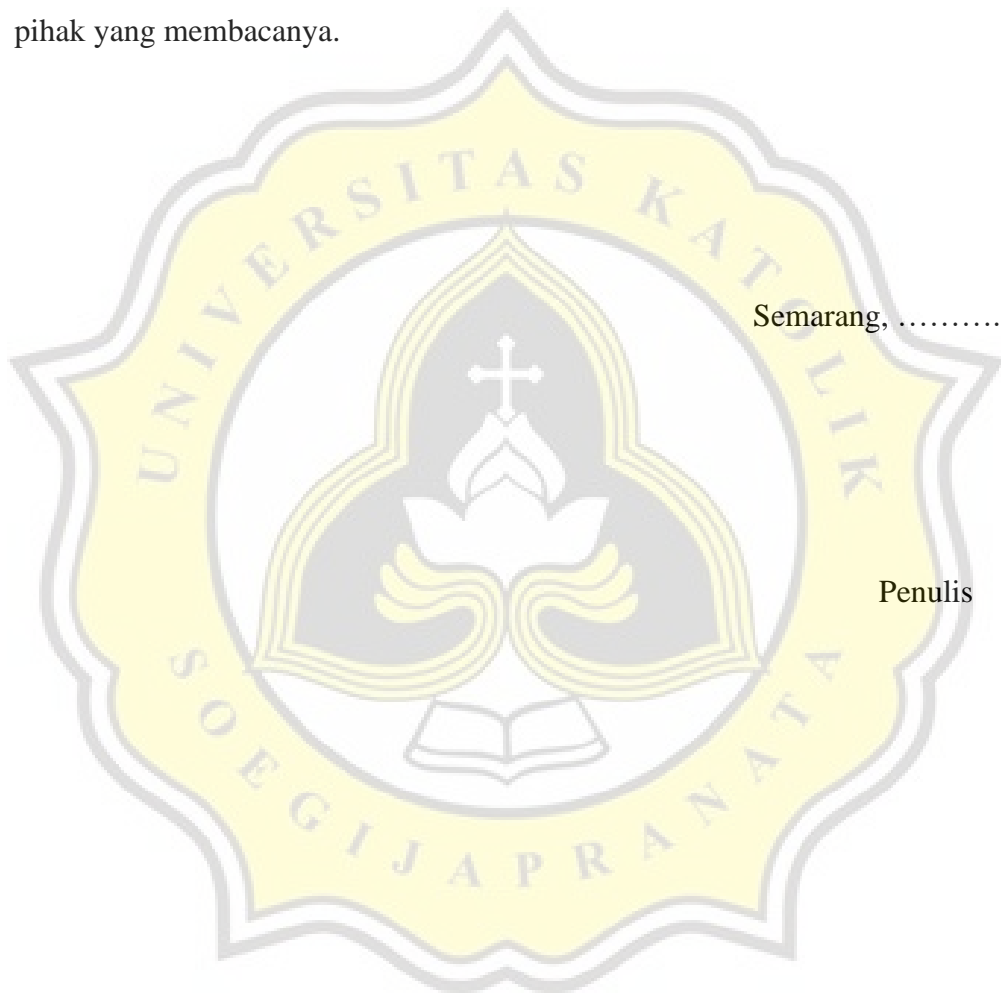 pihak yang membacanya.
UNIVERSITAS KATOLIK
Semarang, ……….
Penulis
SOEGIJAPRANATA